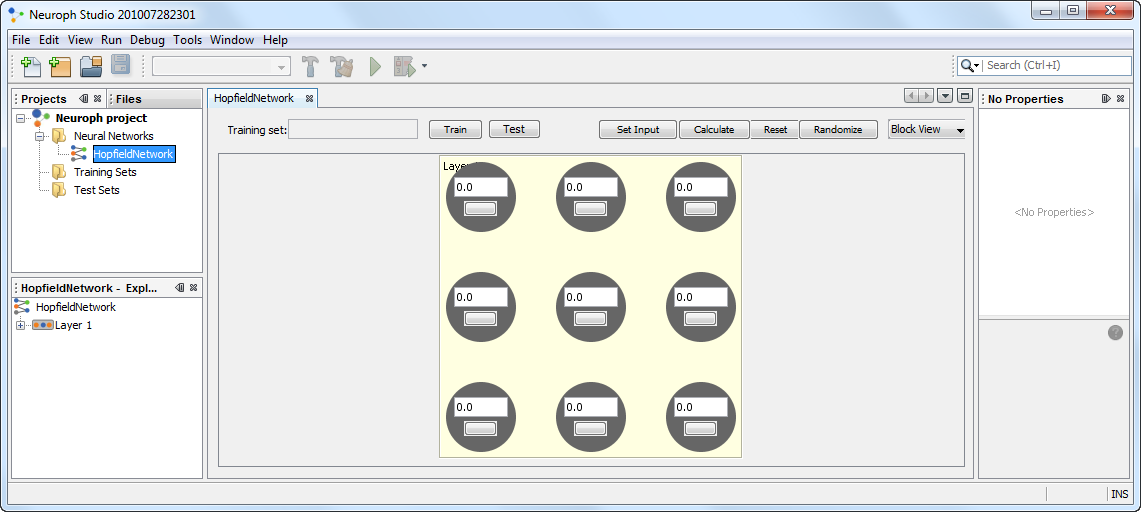 Neuroph Studio 201007282301
File Edit View Run Debug Tools Window Help
Search (Ctrl+I)
Projects Files
Neuroph project
Neural Networks
HopfieldNetwork
Training Sets
Test Sets
HopfieldNetwork - Expl...
HopfieldNetwork
Layer 1
HopfieldNetwork
Training set: Train Test Set Input Calculate Reset Randomize Block View
0.0 0.0 0.0
0.0 0.0 0.0
0.0 0.0 0.0
No Properties
<No Properties>
?
INS